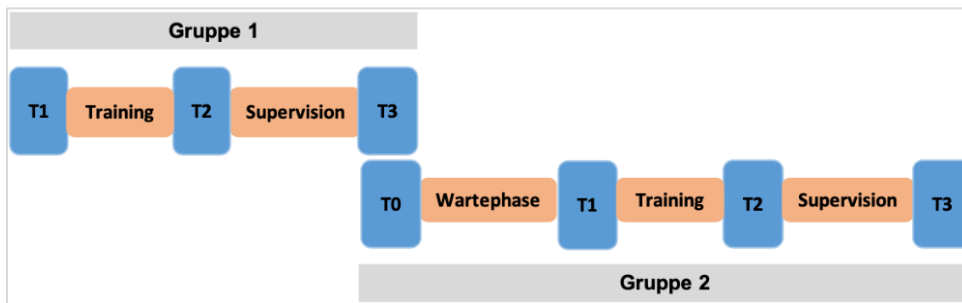 Gruppe 1
T1 Training T2 Supervision T3
T0 Wartephase T1 Training T2 Supervision T3
Gruppe 2